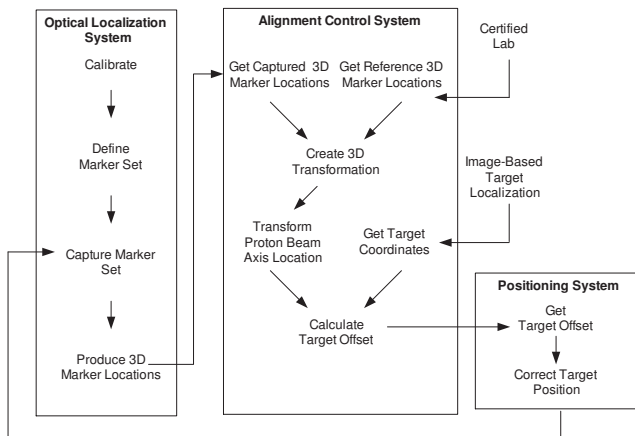 Optical Localization
System
Calibrate
Define
Marker Set
Capture Marker
Set
Produce 3D
Marker Locations
Alignment Control System
Get Captured 3D
Marker Locations
Get Reference 3D
Marker Locations
Create 3D
Transformation
Transform
Proton Beam
Axis Location
Get Target
Coordinates
Calculate
Target Offset
Certified
Lab
Image-Based
Target
Localization
Positioning System
Get
Target Offset
Correct Target
Position